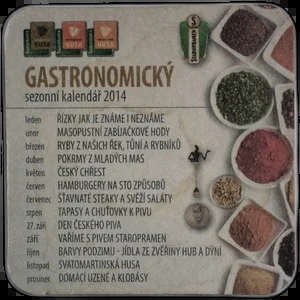 HUSA HUSA HUSA
S
STAROPRAMEN
GASTRONOMICKÝ
sezonní kalendář 2014
leden ŘÍZKY JAK JE ZNÁME I NEZNÁME
únor MASOPUSTNÍ ZABÍJAČKOVÉ HODY
březen RYBY Z NAŠICH ŘEK, TŮNÍ A RYBNÍKŮ
duben POKRMY Z MLADÝCH MAS
květen ČESKÝ CHŘEST
červen HAMBURGERY NA STO ZPŮSOBŮ
červenec ŠŤAVNATÉ STEAKY A SVĚŽÍ SALÁTY
srpen TAPASY A CHUŤOVKY K PIVU
27. září DEN ČESKÉHO PIVA
září VAŘÍME S PIVEM STAROPRAMEN
říjen BARVY PODZIMU - JÍDLA ZE ZVĚŘINY HUB A DÝNÍ
listopad SVATOMARTINSKÁ HUSA
prosinec DOMÁCÍ UZENÉ A KLOBÁSY